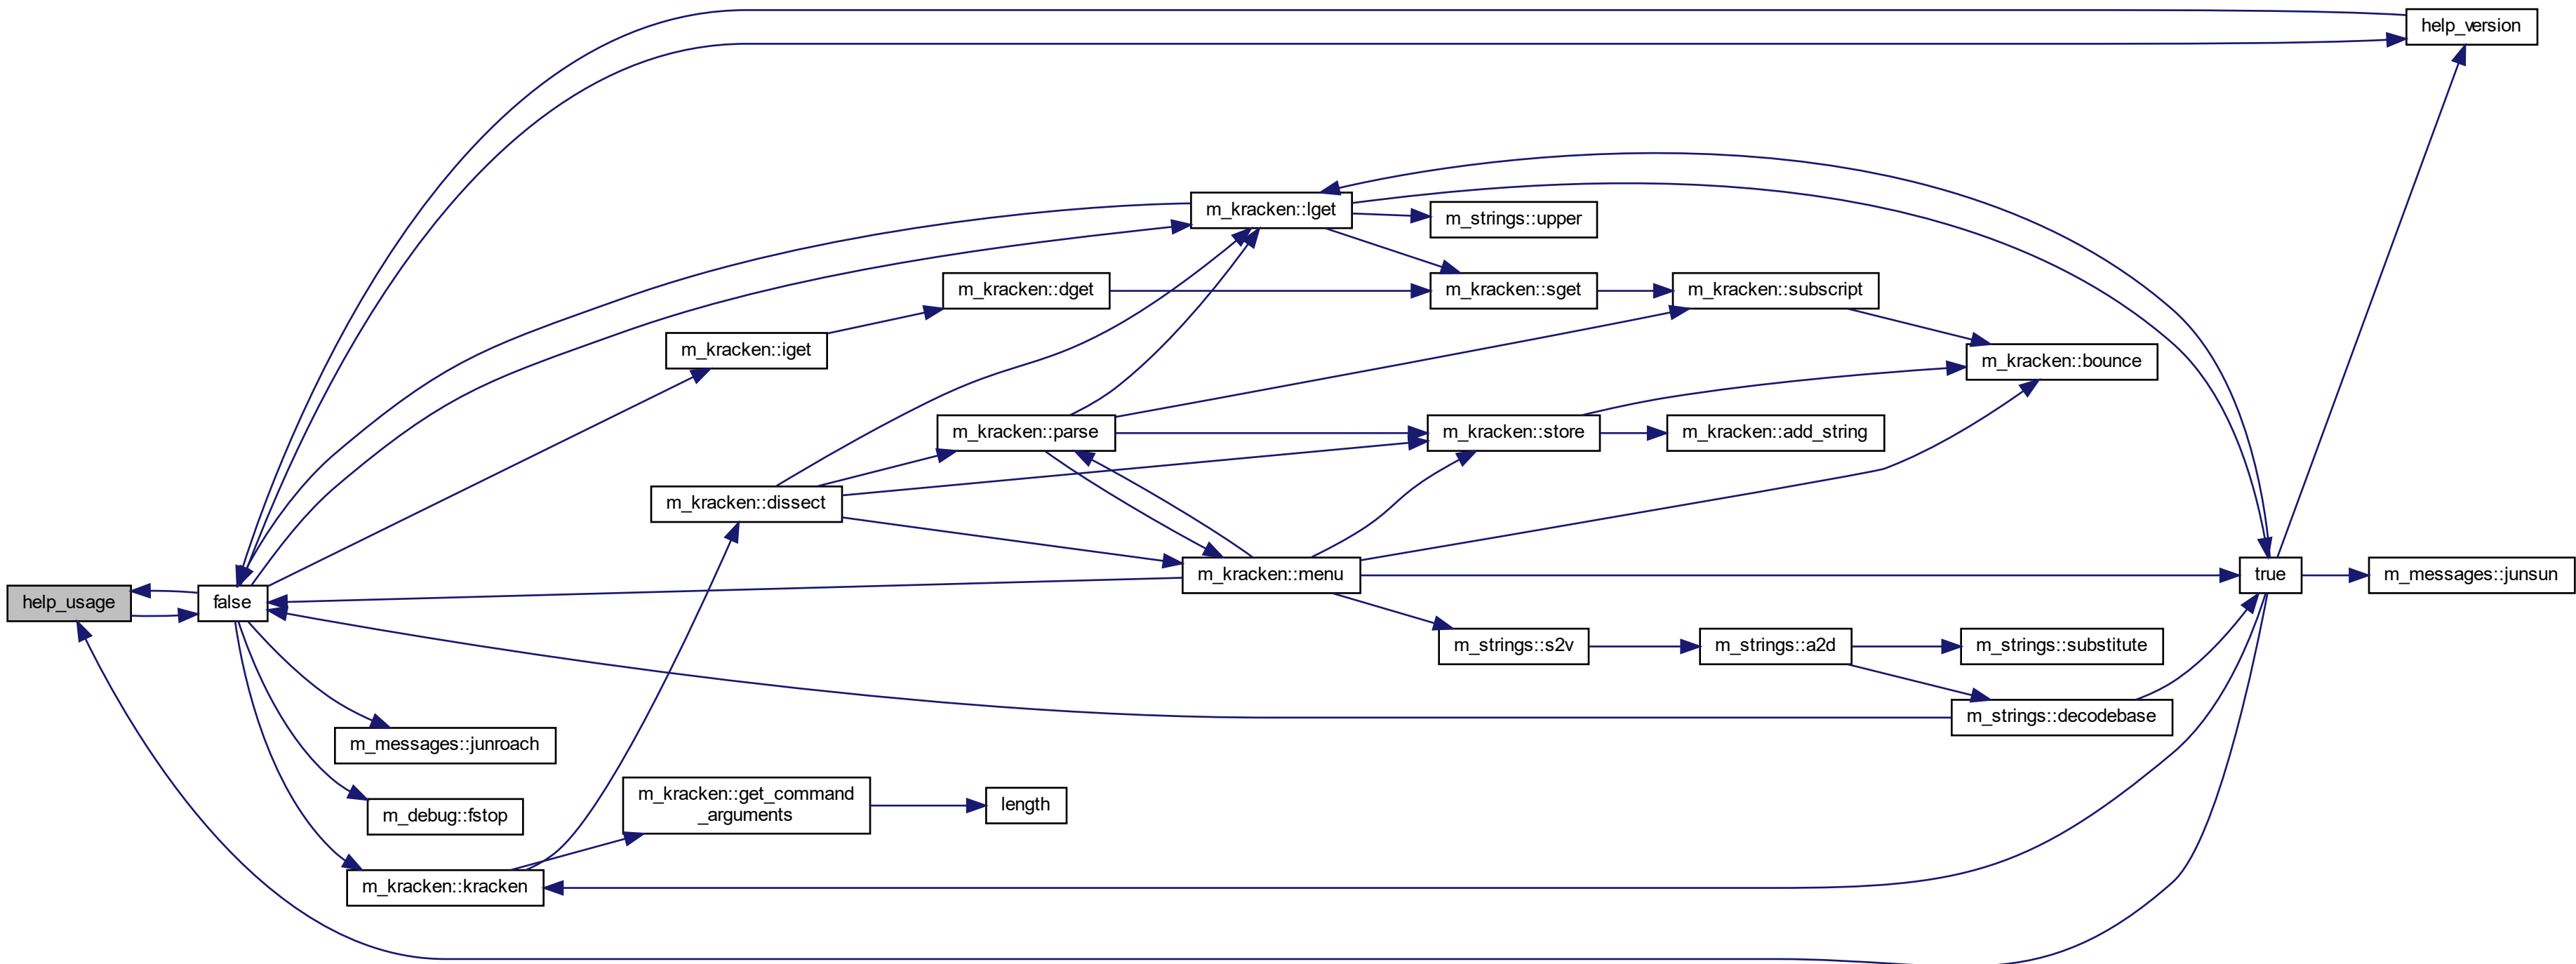 help_version
m_kracken::lget
m_strings::upper
m_kracken::dget
m_kracken::sget
m_kracken::subscript
m_kracken::iget
m_kracken::bounce
m_kracken::parse
m_kracken::store
m_kracken::add_string
m_kracken::dissect
m_kracken::menu
true
m_messages::junsun
help_usage
false
m_strings::s2v
m_strings::a2d
m_strings::substitute
m_strings::decodebase
m_messages::junroach
m_kracken::get_command
_arguments
length
m_debug::fstop
m_kracken::kracken